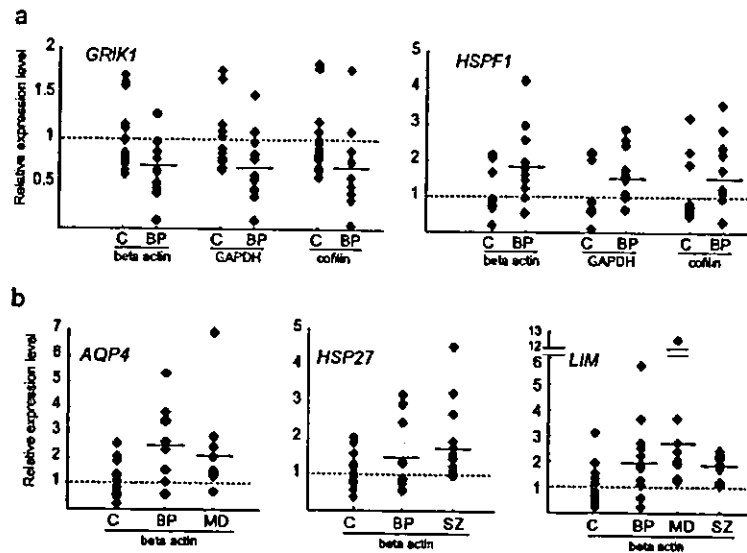 a
GRIK1
HSPF1
Relative expression level
2
1.5
1
0.5
5
4
3
2
1
C BP C BP C BP
beta actin GAPDH cofilin
C BP C BP C BP
beta actin GAPDH cofilin
b
AQP4
HSP27
LIM
Relative expression level
7
6
5
4
3
2
1
5
4
3
2
1
13
12
6
5
4
3
2
1
C BP MD
beta actin
C BP SZ
beta actin
C BP MD SZ
beta actin